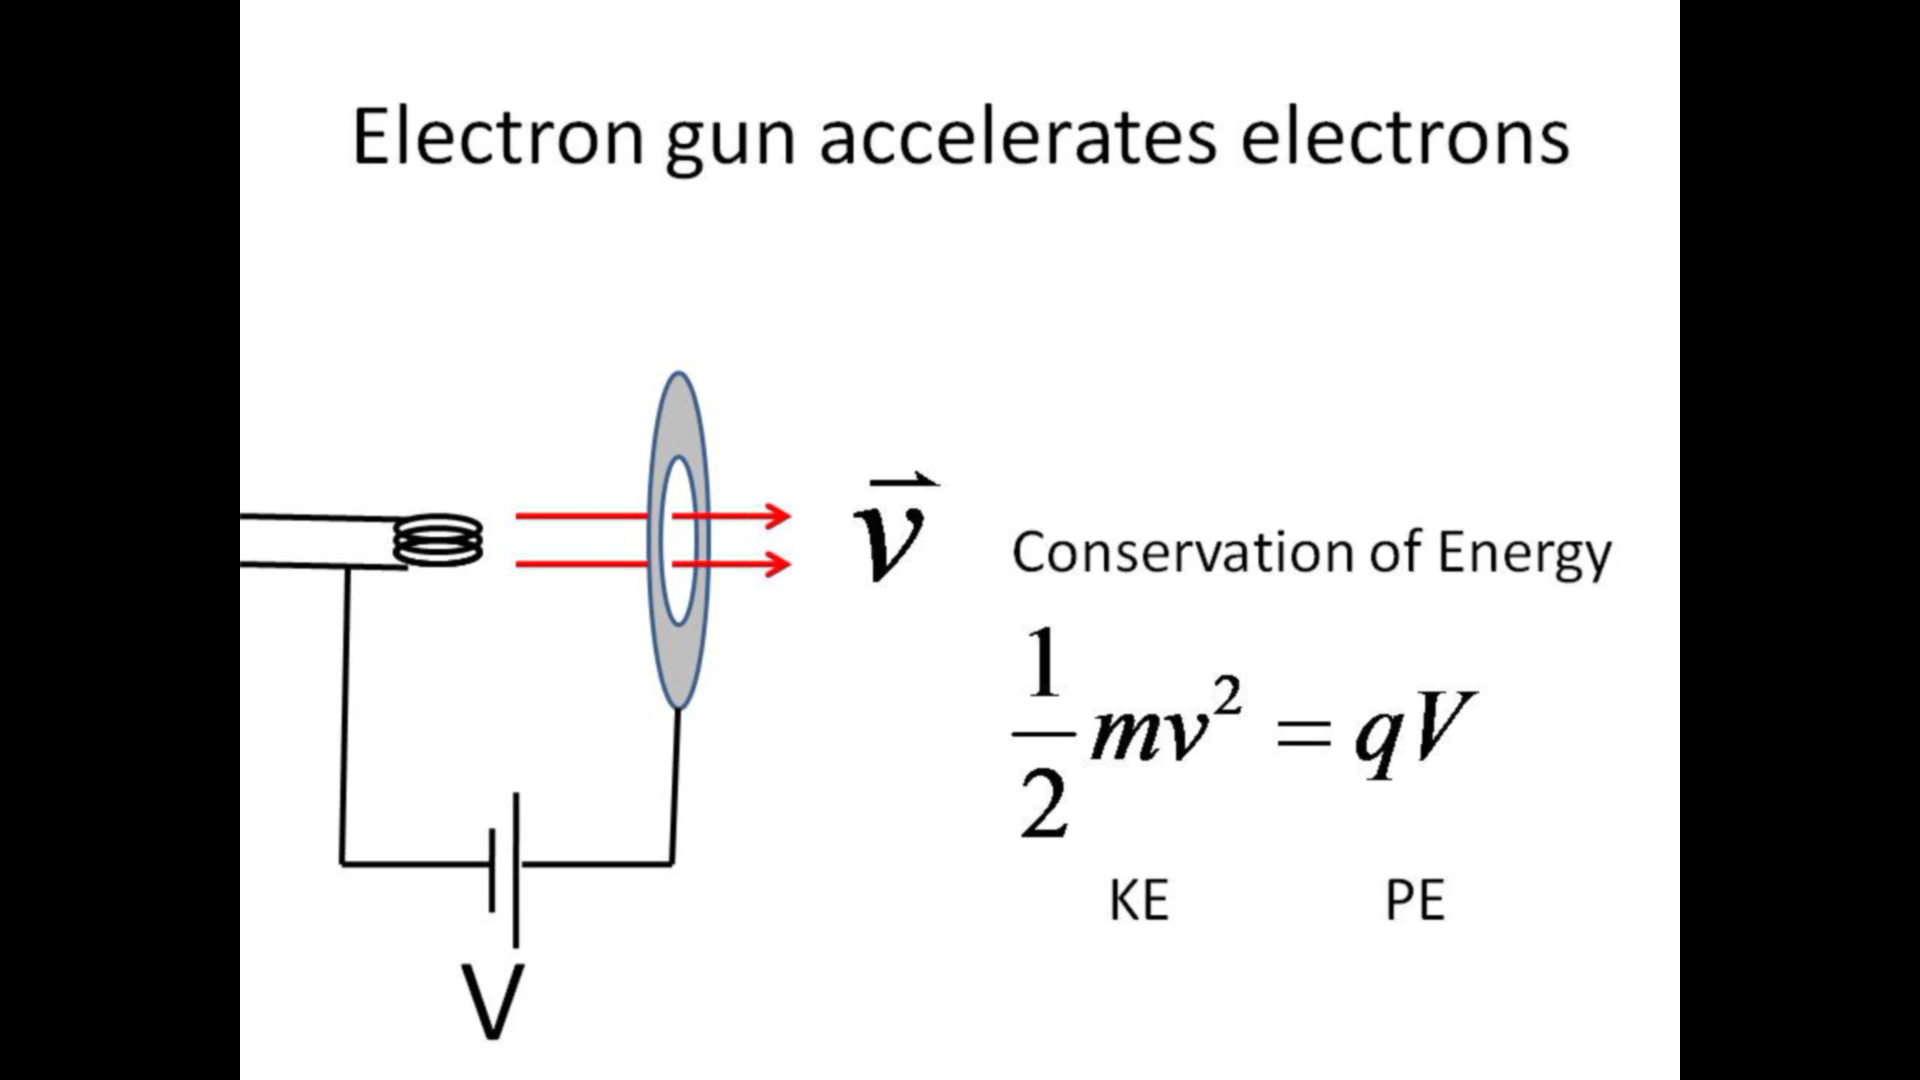 Electron gun accelerates electrons
v⃗
Conservation of Energy
1/2 mv² = qV
KE PE
V